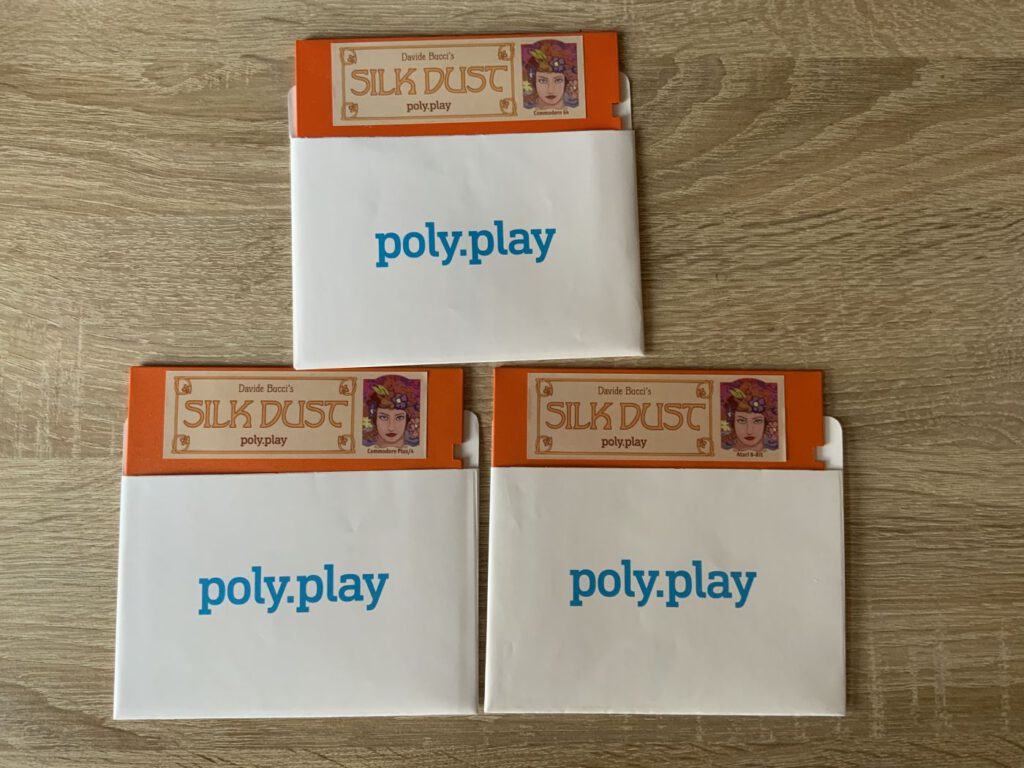 Davide Bucci's
SILK DUST
poly.play
Commodore 64
poly.play
Davide Bucci's
SILK DUST
poly.play
Commodore Plus/4
poly.play
Davide Bucci's
SILK DUST
poly.play
Atari 8-Bit
poly.play